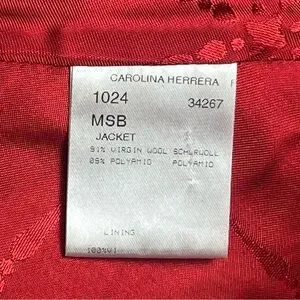 CAROLINA HERRERA
1024 34267
MSB
JACKET
91% VIRGIN WOOL SCHURWOLL
09% POLYAMID POLYAMID
LINING